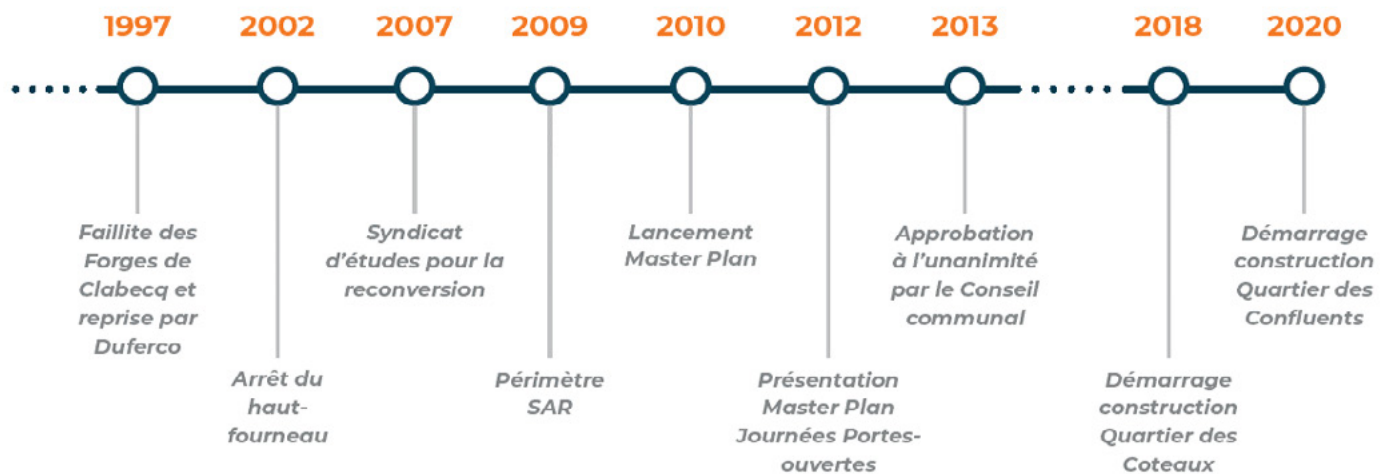 1997
2002
2007
2009
2010
2012
2013
2018
2020
Faillite des
Forges de
Clabecq et
reprise par
Duferco
Arrêt du
haut-
fourneau
Syndicat
d'études pour la
reconversion
Périmètre
SAR
Lancement
Master Plan
Présentation
Master Plan
Journées Portes-
ouvertes
Approbation
à l'unanimité
par le Conseil
communal
Démarrage
construction
Quartier des
Coteaux
Démarrage
construction
Quartier des
Confluents